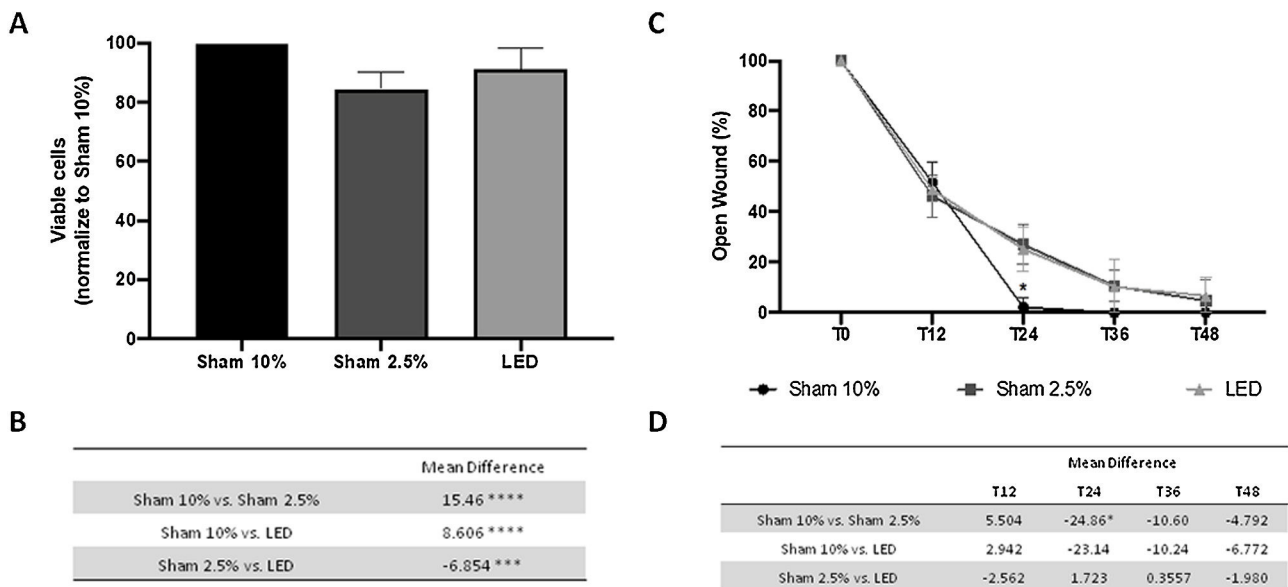 A
100
80
60
40
20
0
Viable cells
(normalize to Sham 10%)
Sham 10%
Sham 2.5%
LED
B
Mean Difference
Sham 10% vs. Sham 2.5% 15.46 ****
Sham 10% vs. LED 8.606 ****
Sham 2.5% vs. LED -6.854 ***
C
100
80
60
40
20
0
Open Wound (%)
*
T0 T12 T24 T36 T48
Sham 10% Sham 2.5% LED
D
Mean Difference
T12 T24 T36 T48
Sham 10% vs. Sham 2.5% 5.504 -24.86* -10.60 -4.792
Sham 10% vs. LED 2.942 -23.14 -10.24 -6.772
Sham 2.5% vs. LED -2.562 1.723 0.3557 -1.980